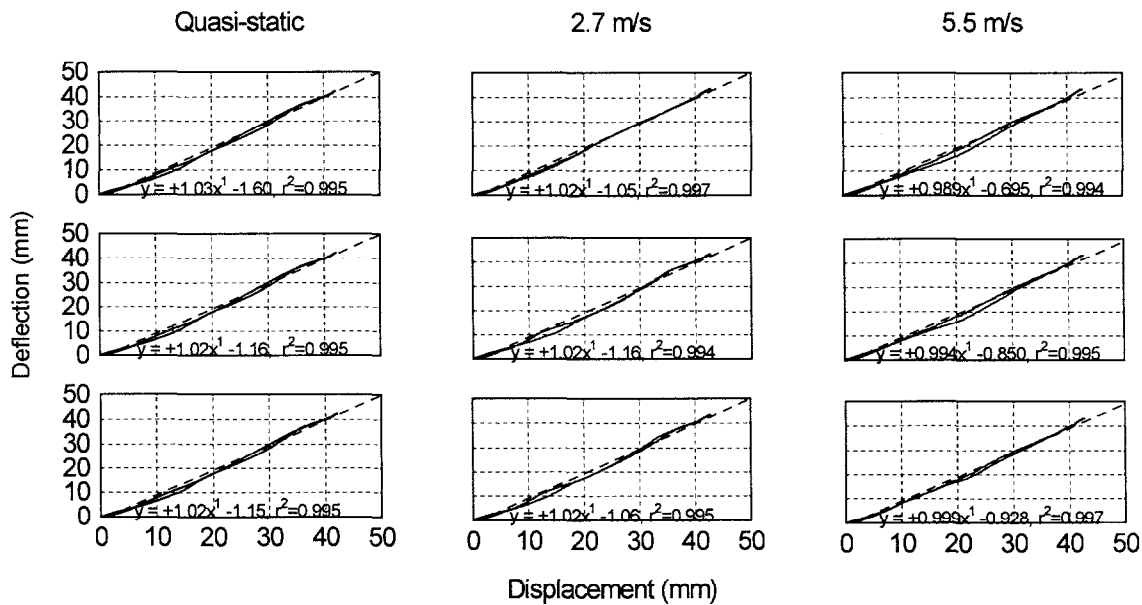 Quasi-static 2.7 m/s 5.5 m/s
50
40
30
20
10
0
y = +1.03x¹ -1.60, r²=0.995
y = +1.02x¹ -1.05, r²=0.997
y = +0.989x¹ -0.695, r²=0.994
Deflection (mm)
50
40
30
20
10
0
y = +1.02x¹ -1.16, r²=0.995
y = +1.02x¹ -1.16, r²=0.994
y = +0.994x¹ -0.850, r²=0.995
50
40
30
20
10
0
y = +1.02x¹ -1.15, r²=0.995
y = +1.02x¹ -1.06, r²=0.995
y = +0.999x¹ -0.928, r²=0.997
0 10 20 30 40 50 0 10 20 30 40 50 0 10 20 30 40 50
Displacement (mm)